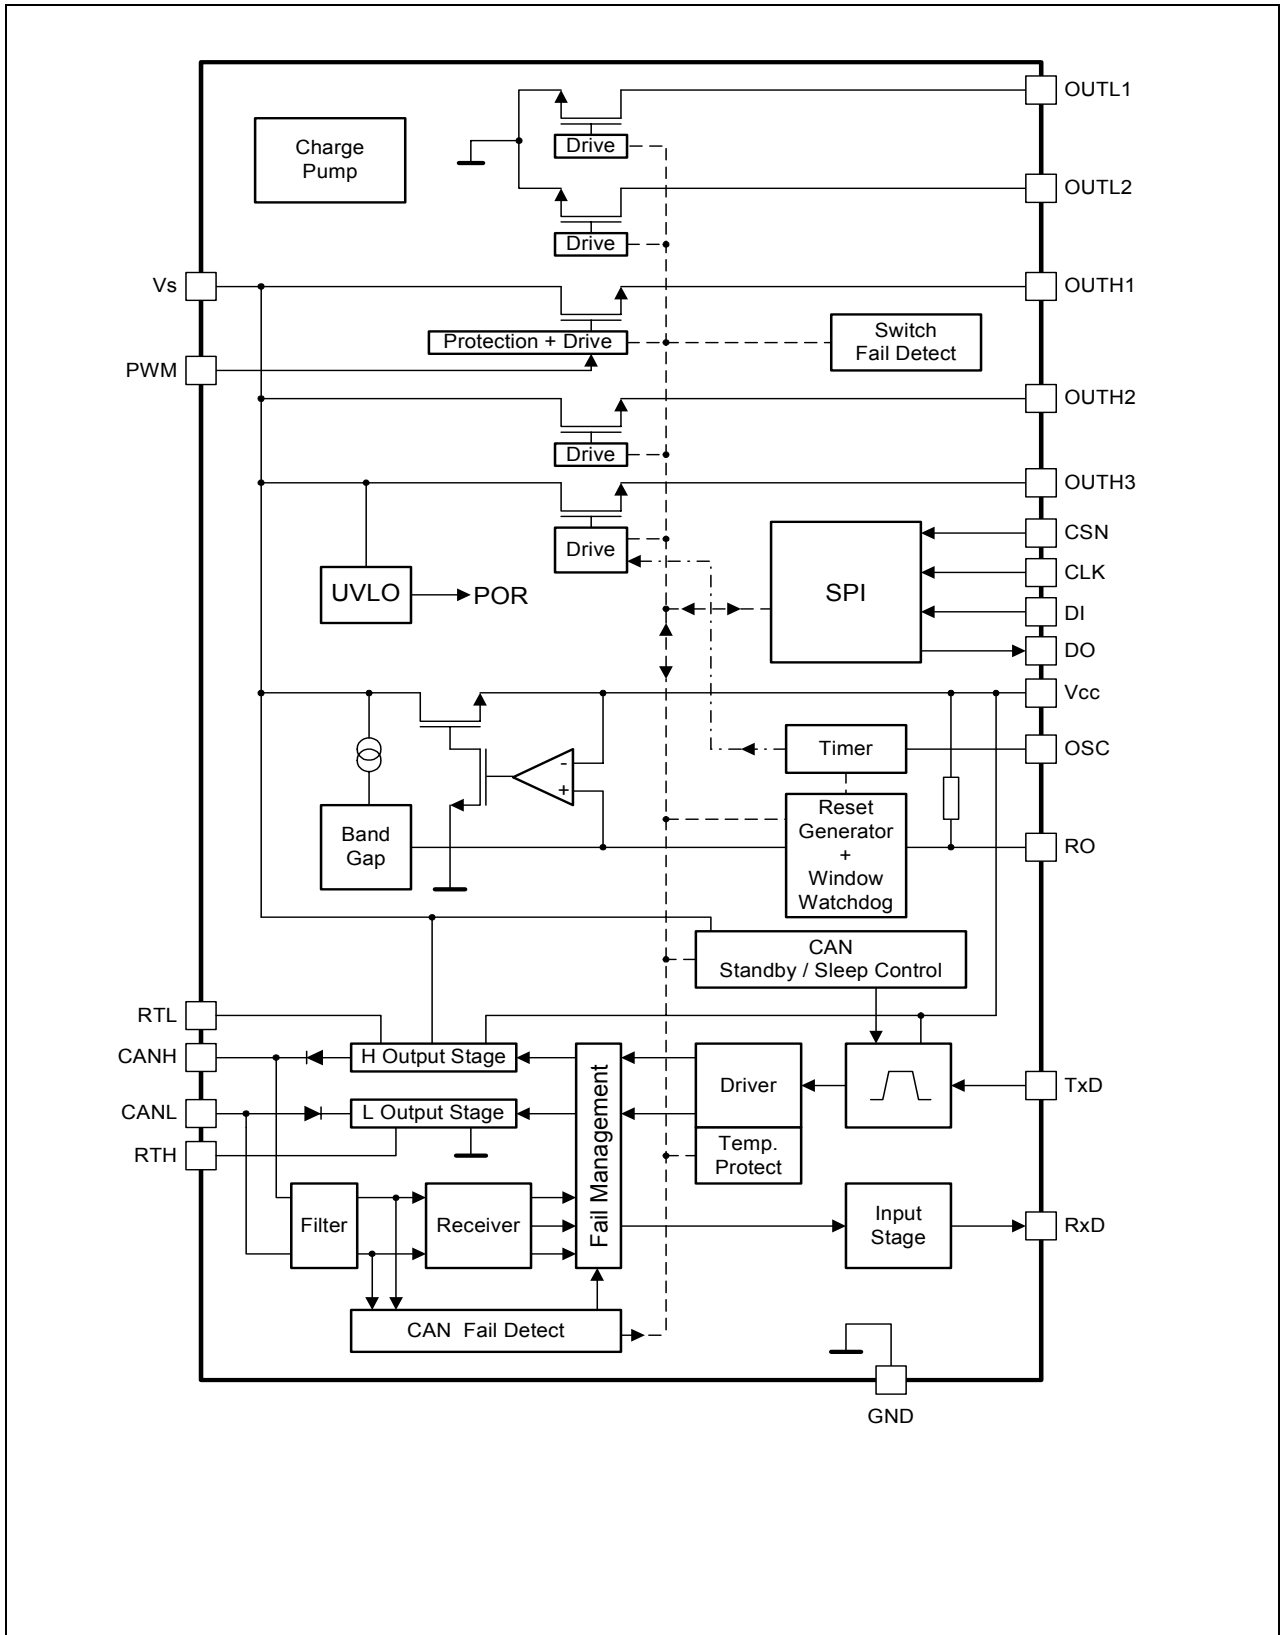 OUTL1
Charge
Pump
Drive
OUTL2
Drive
Vs
OUTH1
Protection + Drive
Switch
Fail Detect
PWM
OUTH2
Drive
OUTH3
Drive
CSN
UVLO
POR
SPI
CLK
DI
DO
Vcc
Timer
OSC
-
+
Band
Gap
Reset
Generator
+
Window
Watchdog
RO
CAN
Standby / Sleep Control
RTL
CANH
H Output Stage
Driver
TxD
CANL
L Output Stage
RTH
Temp.
Protect
Fail Management
Filter
Receiver
Input
Stage
RxD
CAN Fail Detect
GND